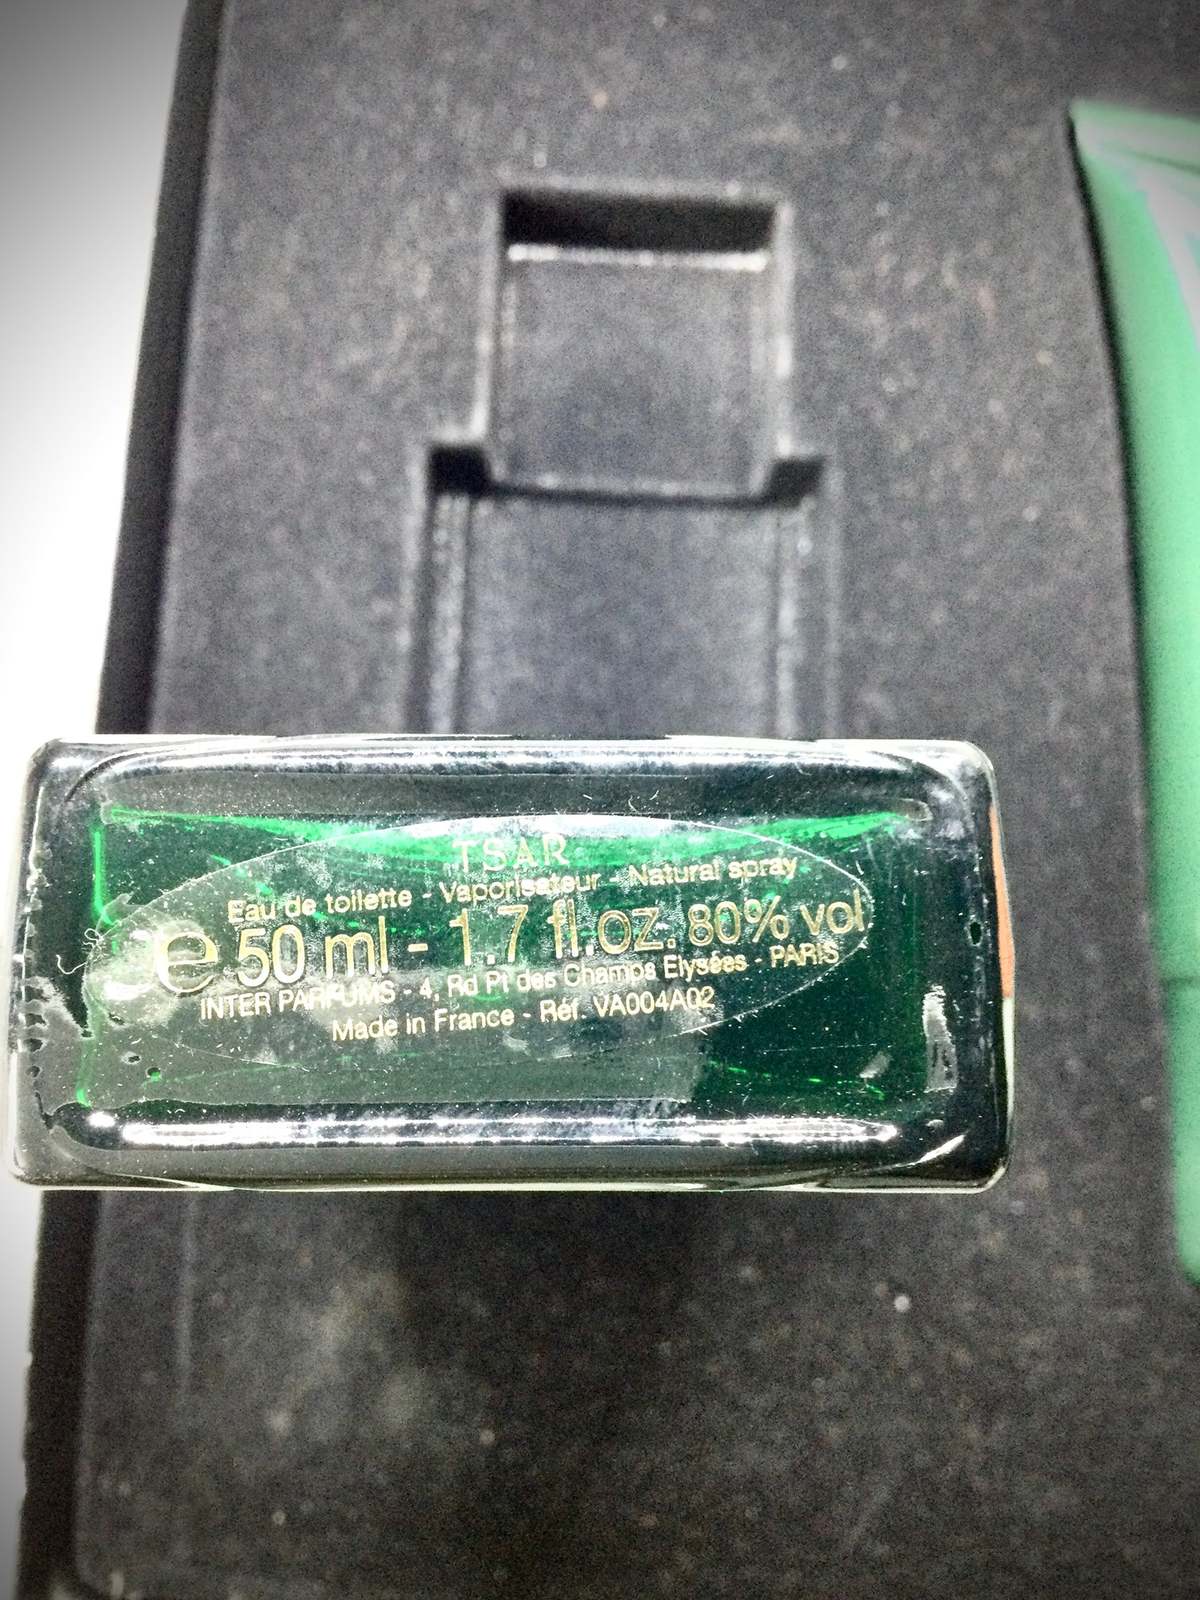 TSAR
Eau de toilette - Vaporisateur - Natural spray
e 50 ml - 1.7 fl.oz. 80% vol
INTER PARFUMS - 4, Rd Pt des Champs Elysées - PARIS
Made in France - Réf. VA004A02